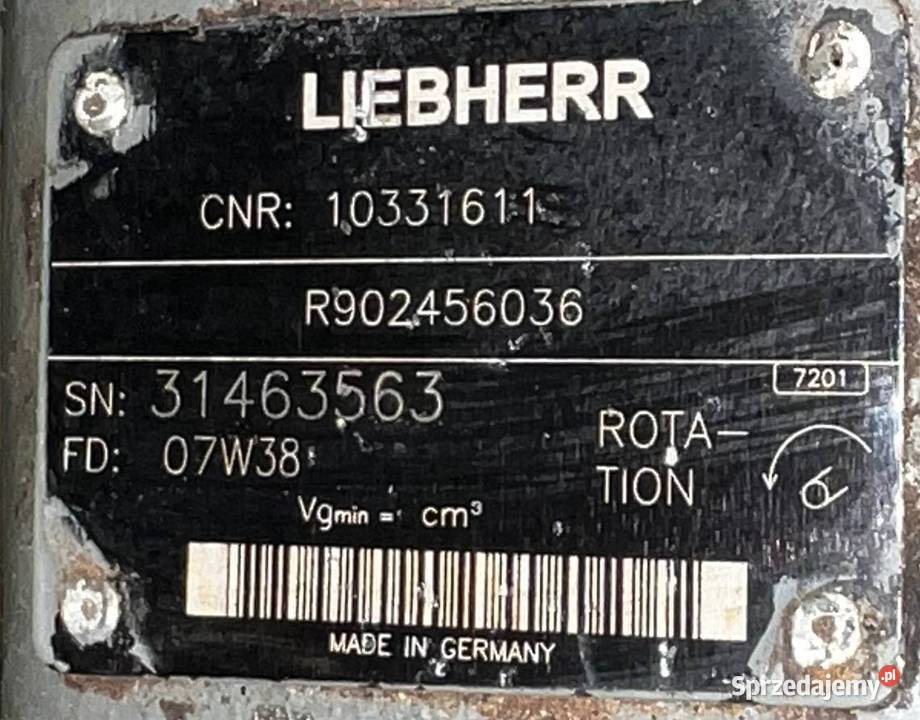 LIEBHERR
CNR: 10331611
R902456036
SN: 31463563
7201
FD: 07W38
ROTA-
TION
Vgmin = cm³
MADE IN GERMANY
Sprzedajemy.pl